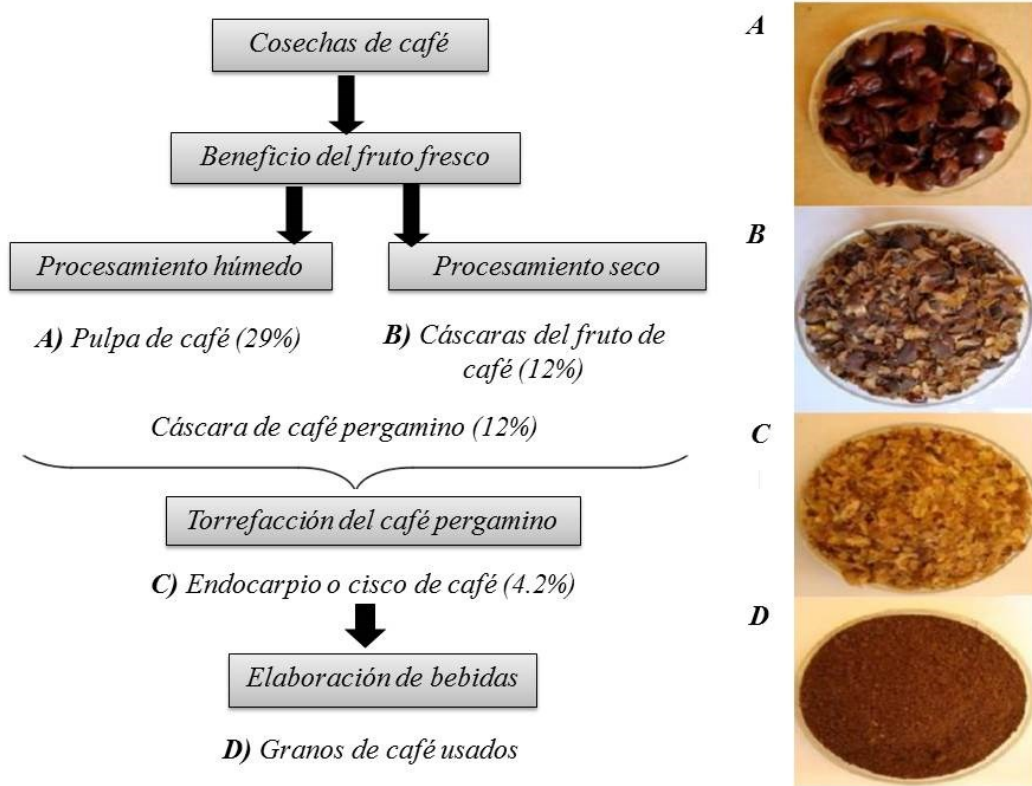 Cosechas de café
Beneficio del fruto fresco
Procesamiento húmedo
Procesamiento seco
A) Pulpa de café (29%)
B) Cáscaras del fruto de
café (12%)
Cáscara de café pergamino (12%)
Torrefacción del café pergamino
C) Endocarpio o cisco de café (4.2%)
Elaboración de bebidas
D) Granos de café usados
A
B
C
D